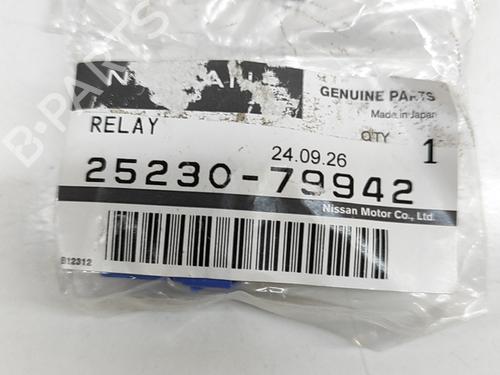 GENUINE PARTS
Made in Japan
RELAY
QTY
24.09.26
1
25230-79942
Nissan Motor Co., Ltd.
B12312
B-PARTS